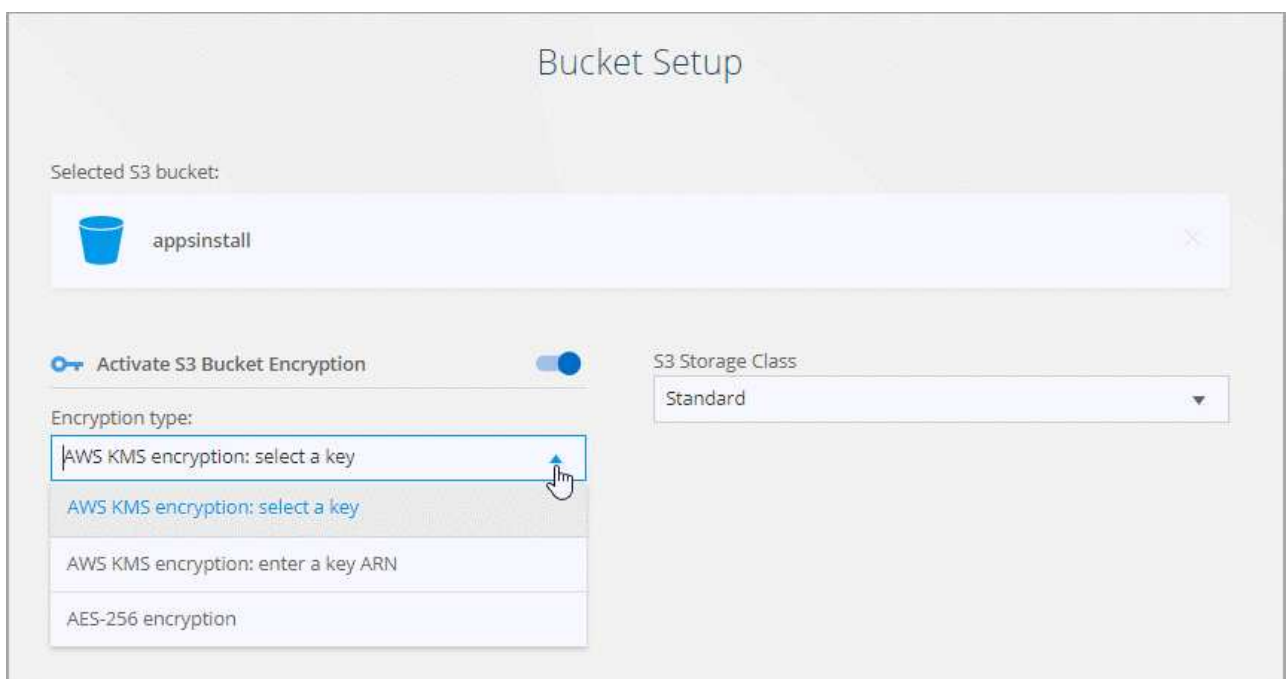 Bucket Setup
Selected S3 bucket:
appsinstall
Activate S3 Bucket Encryption
S3 Storage Class
Standard
Encryption type:
AWS KMS encryption: select a key
AWS KMS encryption: select a key
AWS KMS encryption: enter a key ARN
AES-256 encryption